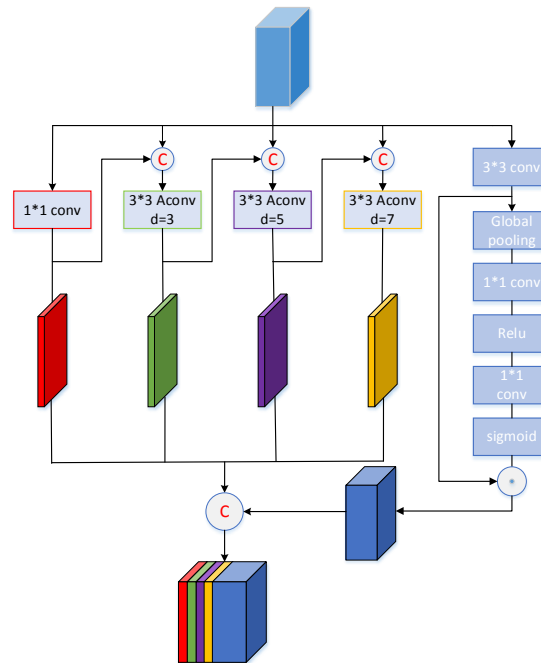 C
C
C
3*3 conv
1*1 conv
3*3 Aconv
d=3
3*3 Aconv
d=5
3*3 Aconv
d=7
Global
pooling
1*1 conv
Relu
1*1
conv
sigmoid
*
C